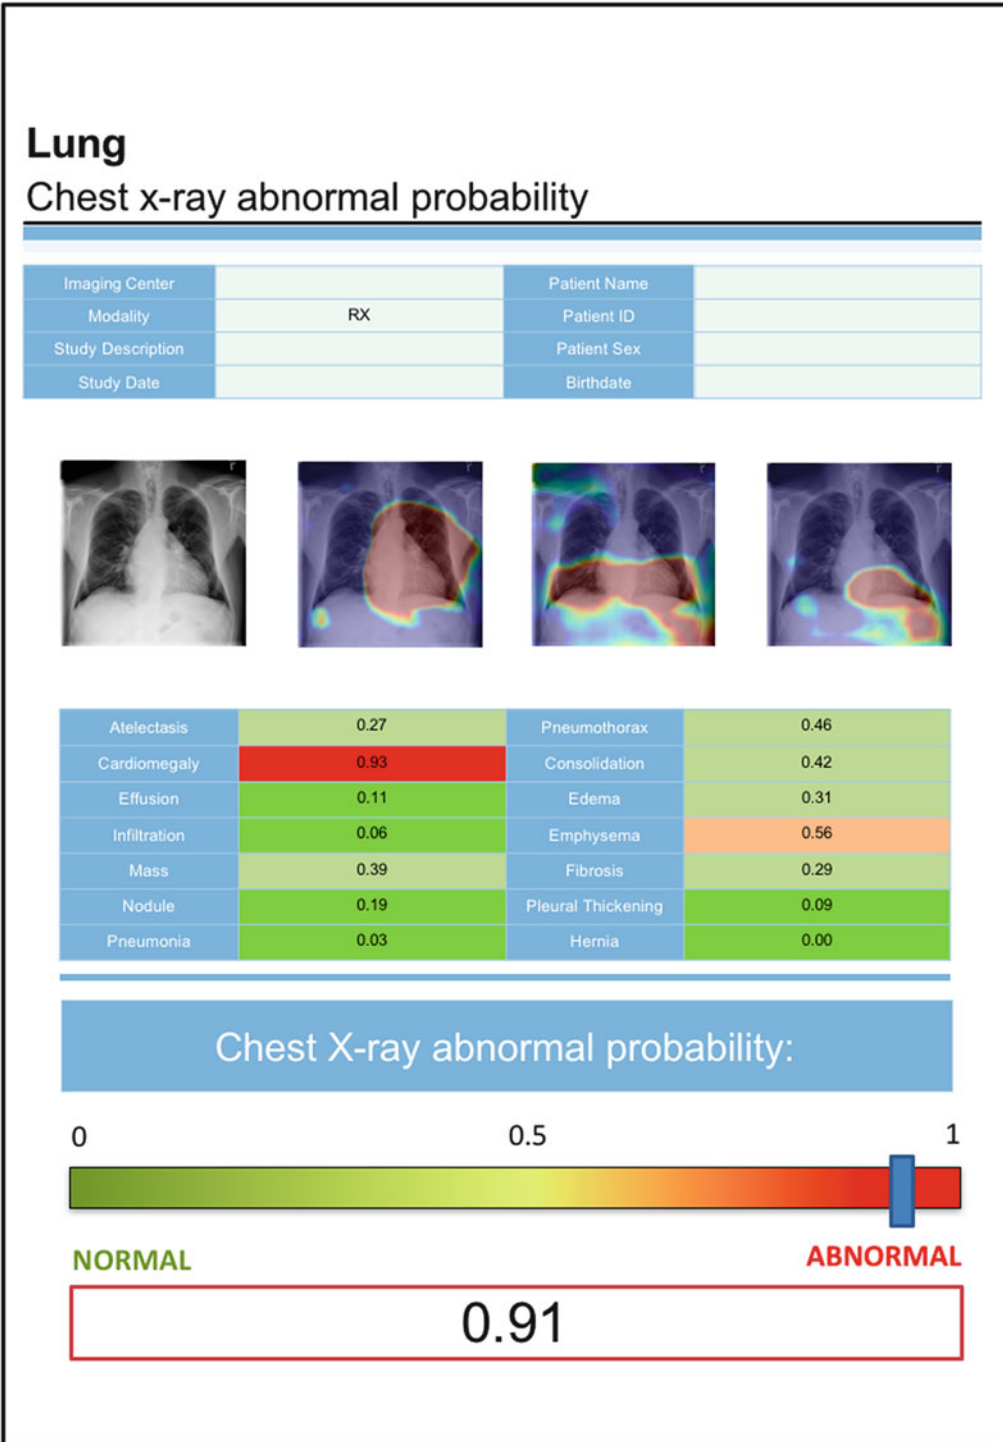 Lung
Chest x-ray abnormal probability
Imaging Center Patient Name
Modality RX Patient ID
Study Description Patient Sex
Study Date Birthdate
Atelectasis 0.27 Pneumothorax 0.46
Cardiomegaly 0.93 Consolidation 0.42
Effusion 0.11 Edema 0.31
Infiltration 0.06 Emphysema 0.56
Mass 0.39 Fibrosis 0.29
Nodule 0.19 Pleural Thickening 0.09
Pneumonia 0.03 Hernia 0.00
Chest X-ray abnormal probability:
0 0.5 1
NORMAL ABNORMAL
0.91